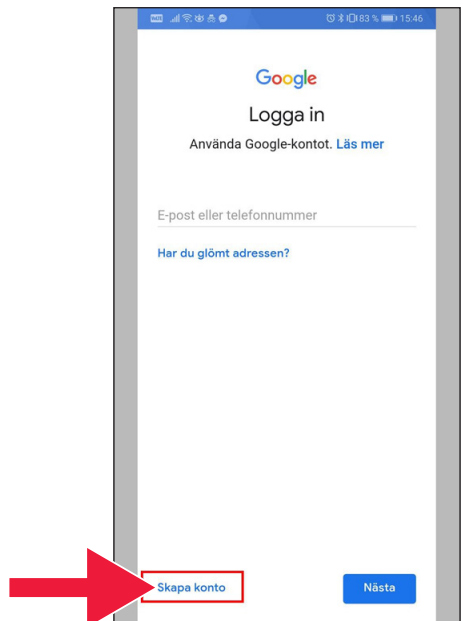 83 % 15:46
Google
Logga in
Använda Google-kontot. Läs mer
E-post eller telefonnummer
Har du glömt adressen?
Skapa konto
Nästa